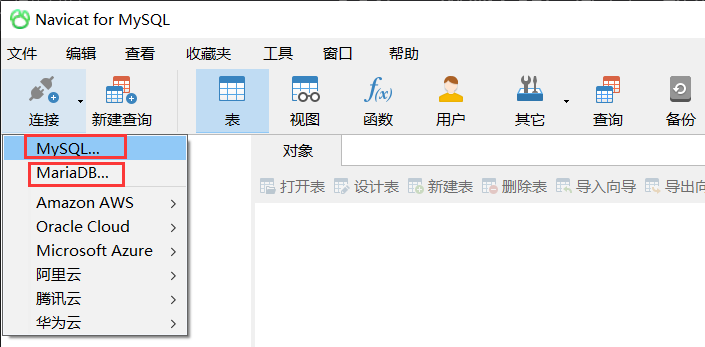 Navicat for MySQL
文件 编辑 查看 收藏夹 工具 窗口 帮助
连接 新建查询 表 视图 函数 用户 其它 查询 备份
f(x)
MySQL...
MariaDB...
Amazon AWS
Oracle Cloud
Microsoft Azure
阿里云
腾讯云
华为云
对象
打开表 设计表 新建表 删除表 导入向导 导出向